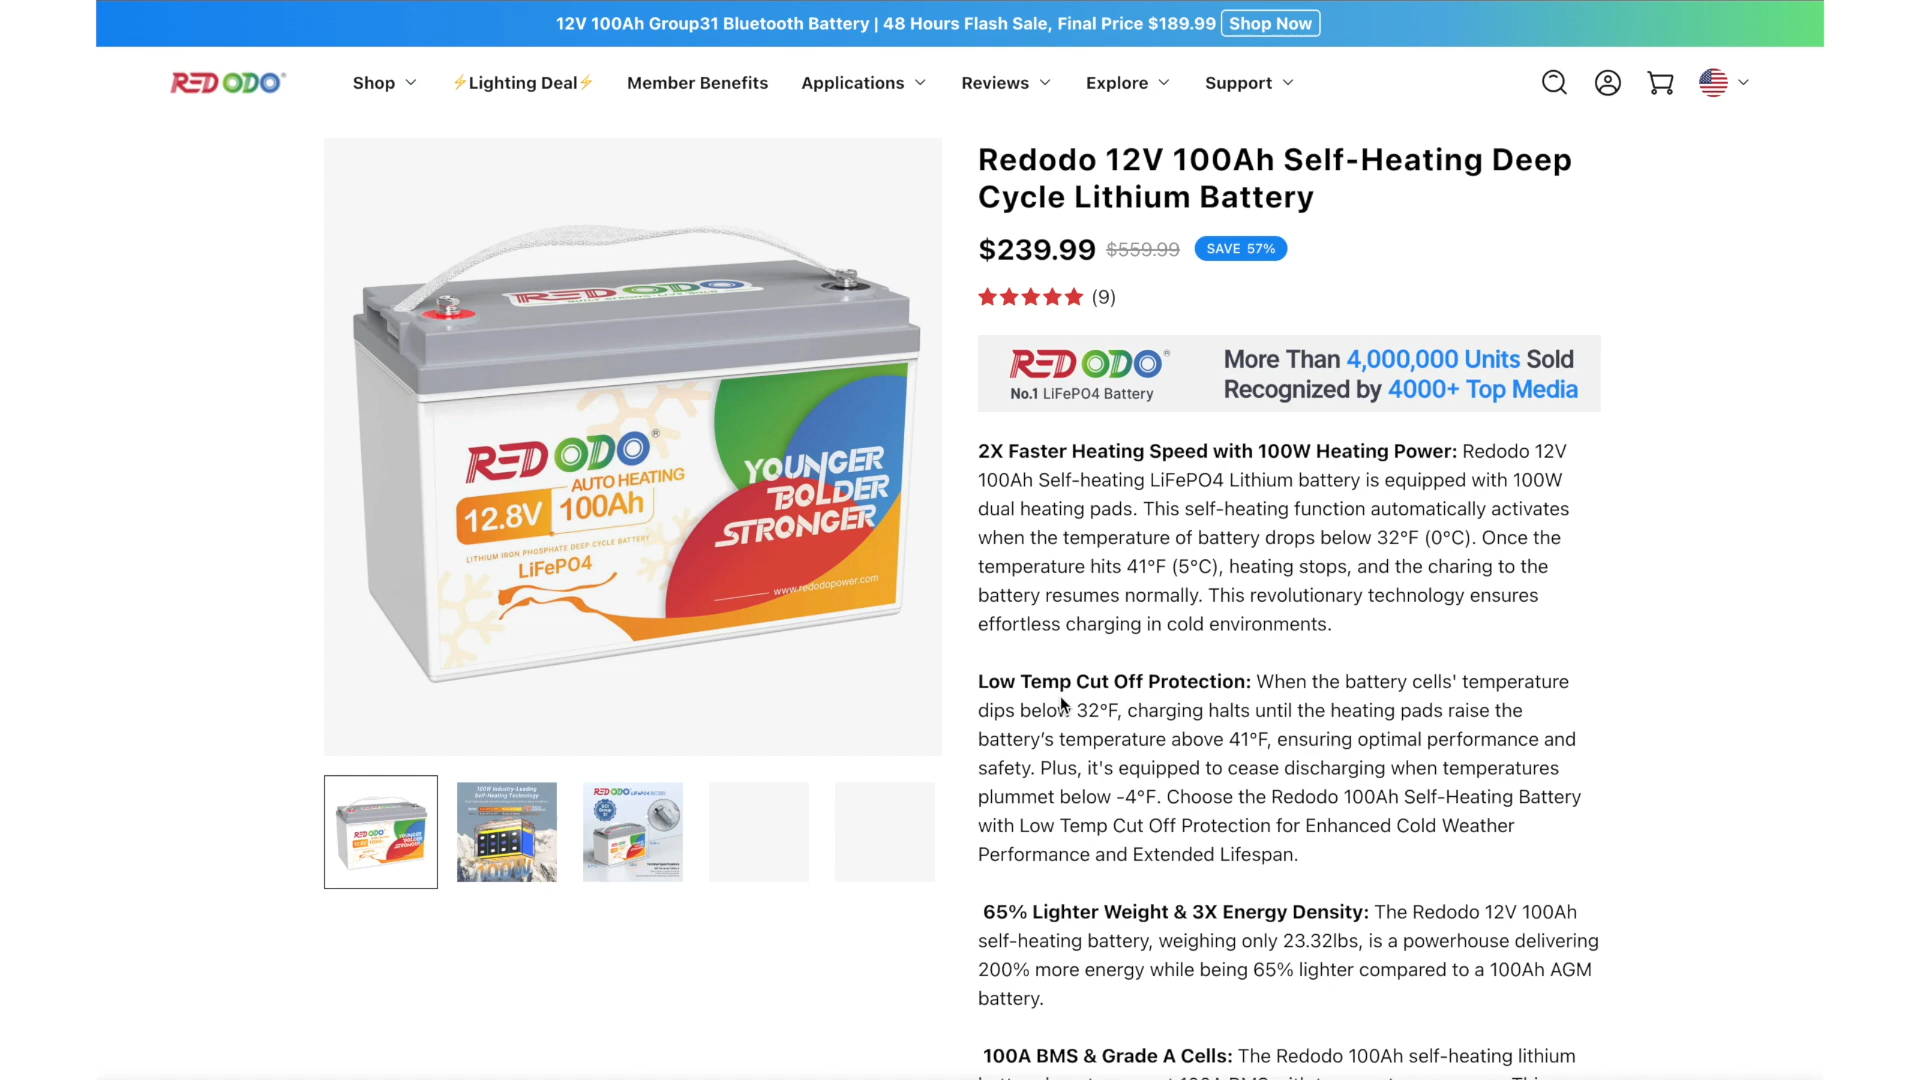 12V 100Ah Group31 Bluetooth Battery | 48 Hours Flash Sale, Final Price $189.99 Shop Now
REDODO® Shop ⚡Lighting Deal⚡ Member Benefits Applications Reviews Explore Support
Redodo 12V 100Ah Self-Heating Deep
Cycle Lithium Battery
$239.99 $559.99 SAVE 57%
(9)
REDODO®
No.1 LiFePO4 Battery
More Than 4,000,000 Units Sold
Recognized by 4000+ Top Media
2X Faster Heating Speed with 100W Heating Power: Redodo 12V
100Ah Self-heating LiFePO4 Lithium battery is equipped with 100W
dual heating pads. This self-heating function automatically activates
when the temperature of battery drops below 32°F (0°C). Once the
temperature hits 41°F (5°C), heating stops, and the charing to the
battery resumes normally. This revolutionary technology ensures
effortless charging in cold environments.
Low Temp Cut Off Protection: When the battery cells' temperature
dips below 32°F, charging halts until the heating pads raise the
battery’s temperature above 41°F, ensuring optimal performance and
safety. Plus, it's equipped to cease discharging when temperatures
plummet below -4°F. Choose the Redodo 100Ah Self-Heating Battery
with Low Temp Cut Off Protection for Enhanced Cold Weather
Performance and Extended Lifespan.
65% Lighter Weight & 3X Energy Density: The Redodo 12V 100Ah
self-heating battery, weighing only 23.32lbs, is a powerhouse delivering
200% more energy while being 65% lighter compared to a 100Ah AGM
battery.
100A BMS & Grade A Cells: The Redodo 100Ah self-heating lithium
REDODO
REDODO®
AUTO HEATING
12.8V 100Ah
LITHIUM IRON PHOSPHATE DEEP CYCLE BATTERY
LiFePO4
YOUNGER
BOLDER
STRONGER
www.redodopower.com
REDODO
100W Industry-Leading
Self-Heating Technology
100W
REDODO